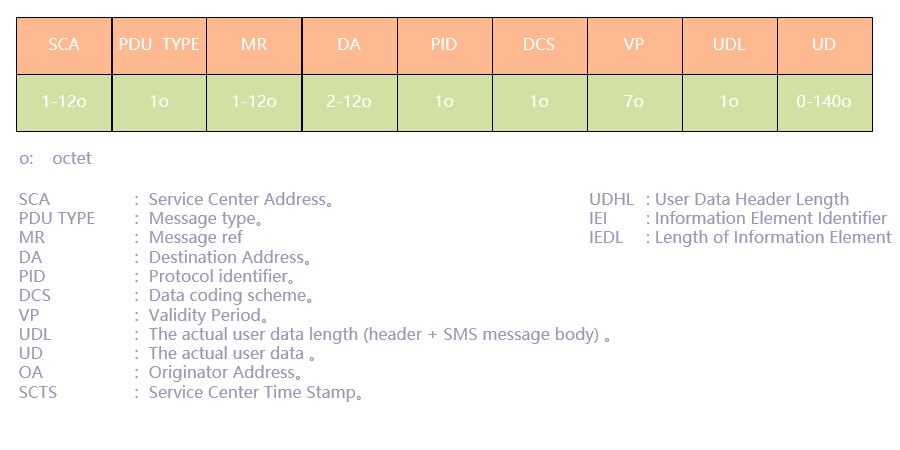 SCA PDU TYPE MR DA PID DCS VP UDL UD
1-12o 1o 1-12o 2-12o 1o 1o 7o 1o 0-140o
o: octet
SCA : Service Center Address。
PDU TYPE : Message type。
MR : Message ref
DA : Destination Address。
PID : Protocol identifier。
DCS : Data coding scheme。
VP : Validity Period。
UDL : The actual user data length (header + SMS message body) 。
UD : The actual user data 。
OA : Originator Address。
SCTS : Service Center Time Stamp。
UDHL : User Data Header Length
IEI : Information Element Identifier
IEDL : Length of Information Element